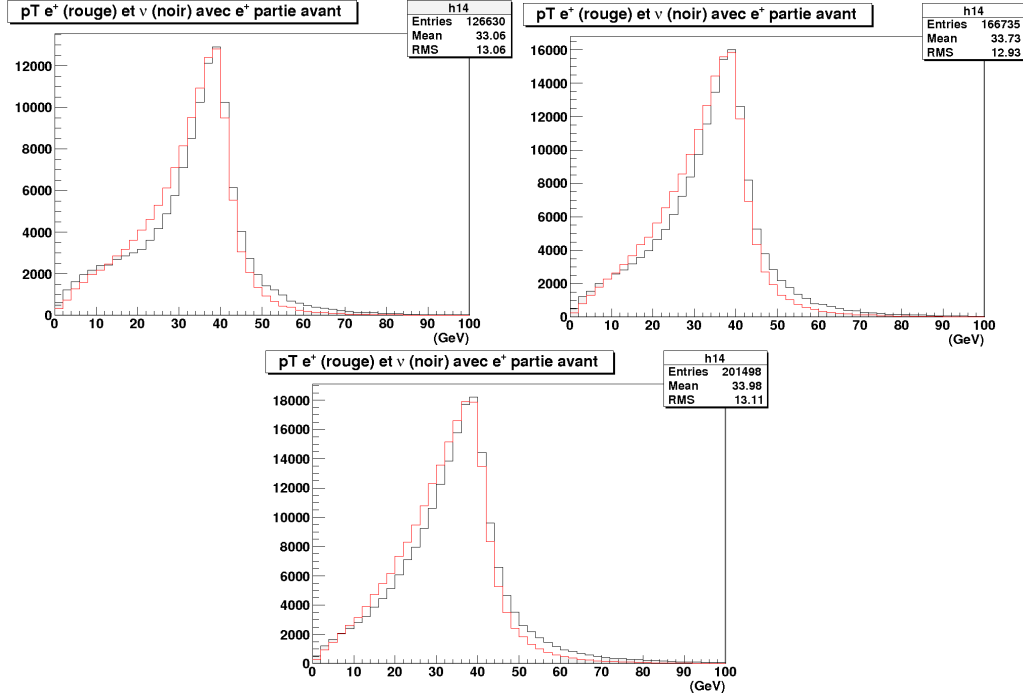 pT e⁺ (rouge) et ν (noir) avec e⁺ partie avant
h14
Entries 126630
Mean 33.06
RMS 13.06
12000
10000
8000
6000
4000
2000
0
0 10 20 30 40 50 60 70 80 90 100
(GeV)
pT e⁺ (rouge) et ν (noir) avec e⁺ partie avant
h14
Entries 166735
Mean 33.73
RMS 12.93
16000
14000
12000
10000
8000
6000
4000
2000
0
0 10 20 30 40 50 60 70 80 90 100
(GeV)
pT e⁺ (rouge) et ν (noir) avec e⁺ partie avant
h14
Entries 201498
Mean 33.98
RMS 13.11
18000
16000
14000
12000
10000
8000
6000
4000
2000
0
0 10 20 30 40 50 60 70 80 90 100
(GeV)